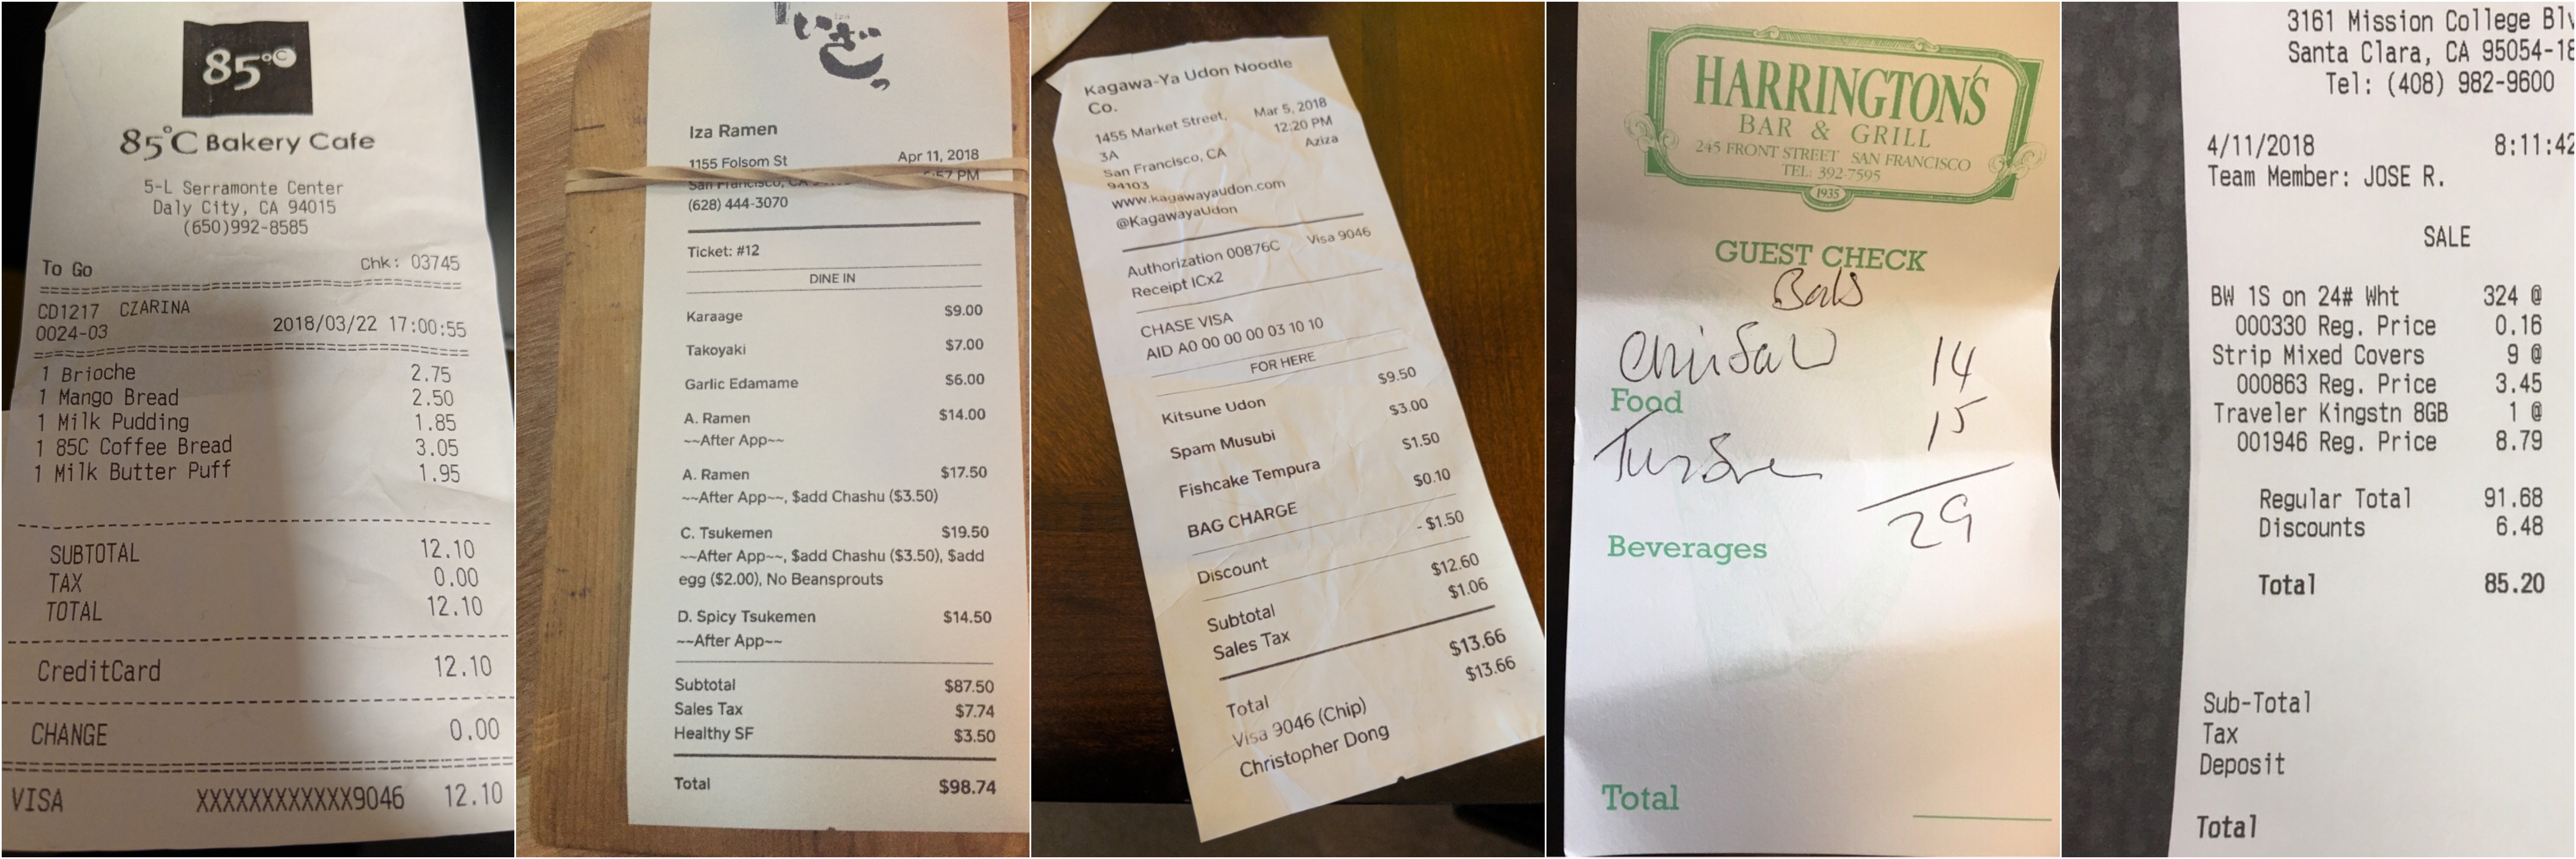 85°C
85°C Bakery Cafe
5-L Serramonte Center
Daly City, CA 94015
(650)992-8585
To Go Chk: 03745
CD1217 CZARINA
0024-03 2018/03/22 17:00:55
1 Brioche 2.75
1 Mango Bread 2.50
1 Milk Pudding 1.85
1 85C Coffee Bread 3.05
1 Milk Butter Puff 1.95
SUBTOTAL 12.10
TAX 0.00
TOTAL 12.10
CreditCard 12.10
CHANGE 0.00
VISA XXXXXXXXXXXX9046 12.10
Iza Ramen
1155 Folsom St Apr 11, 2018
San Francisco, CA :57 PM
(628) 444-3070
Ticket: #12
DINE IN
Karaage $9.00
Takoyaki $7.00
Garlic Edamame $6.00
A. Ramen $14.00
~~After App~~
A. Ramen $17.50
~~After App~~, $add Chashu ($3.50)
C. Tsukemen $19.50
~~After App~~, $add Chashu ($3.50), $add
egg ($2.00), No Beansprouts
D. Spicy Tsukemen $14.50
~~After App~~
Subtotal $87.50
Sales Tax $7.74
Healthy SF $3.50
Total $98.74
Kagawa-Ya Udon Noodle
Co.
1455 Market Street, Mar 5, 2018
3A 12:20 PM
San Francisco, CA Aziza
94103
www.kagawayaudon.com
@KagawayaUdon
Authorization 00876C Visa 9046
Receipt ICx2
CHASE VISA
AID A0 00 00 00 03 10 10
FOR HERE
Kitsune Udon $9.50
Spam Musubi $3.00
Fishcake Tempura $1.50
BAG CHARGE $0.10
Discount - $1.50
Subtotal $12.60
Sales Tax $1.06
Total $13.66
Visa 9046 (Chip) $13.66
Christopher Dong
HARRINGTON'S
BAR & GRILL
245 FRONT STREET SAN FRANCISCO
TEL: 392-7595
1935
GUEST CHECK
14
Food
15
29
Beverages
Total
3161 Mission College Blv
Santa Clara, CA 95054-18
Tel: (408) 982-9600
4/11/2018 8:11:42
Team Member: JOSE R.
SALE
BW 1S on 24# Wht 324 @
000330 Reg. Price 0.16
Strip Mixed Covers 9 @
000863 Reg. Price 3.45
Traveler Kingstn 8GB 1 @
001946 Reg. Price 8.79
Regular Total 91.68
Discounts 6.48
Total 85.20
Sub-Total
Tax
Deposit
Total